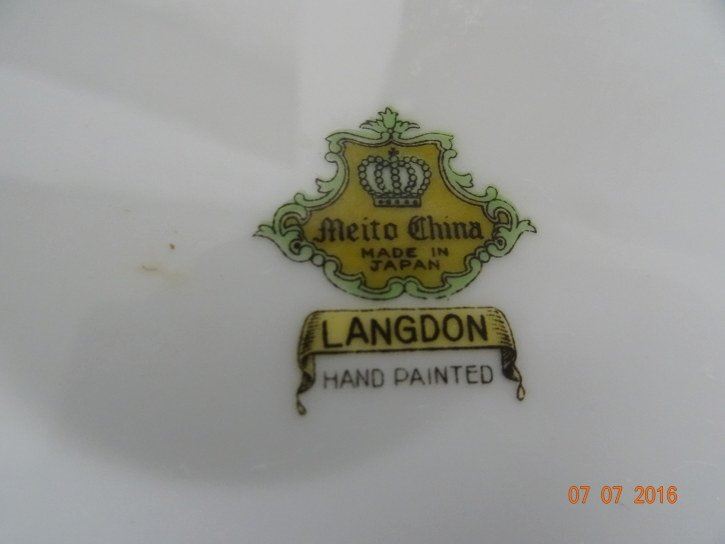 Meito China
MADE IN
JAPAN
LANGDON
HAND PAINTED
07 07 2016